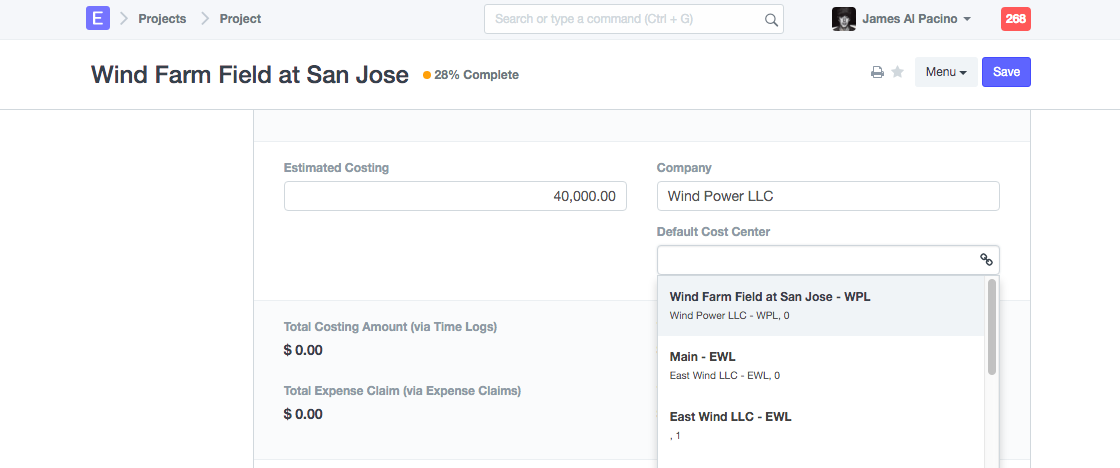 E Projects Project Search or type a command (Ctrl + G) James Al Pacino 268
Wind Farm Field at San Jose 28% Complete Menu Save
Estimated Costing
40,000.00
Company
Wind Power LLC
Default Cost Center
Wind Farm Field at San Jose - WPL
Wind Power LLC - WPL, 0
Main - EWL
East Wind LLC - EWL, 0
East Wind LLC - EWL
, 1
Total Costing Amount (via Time Logs)
$ 0.00
Total Expense Claim (via Expense Claims)
$ 0.00